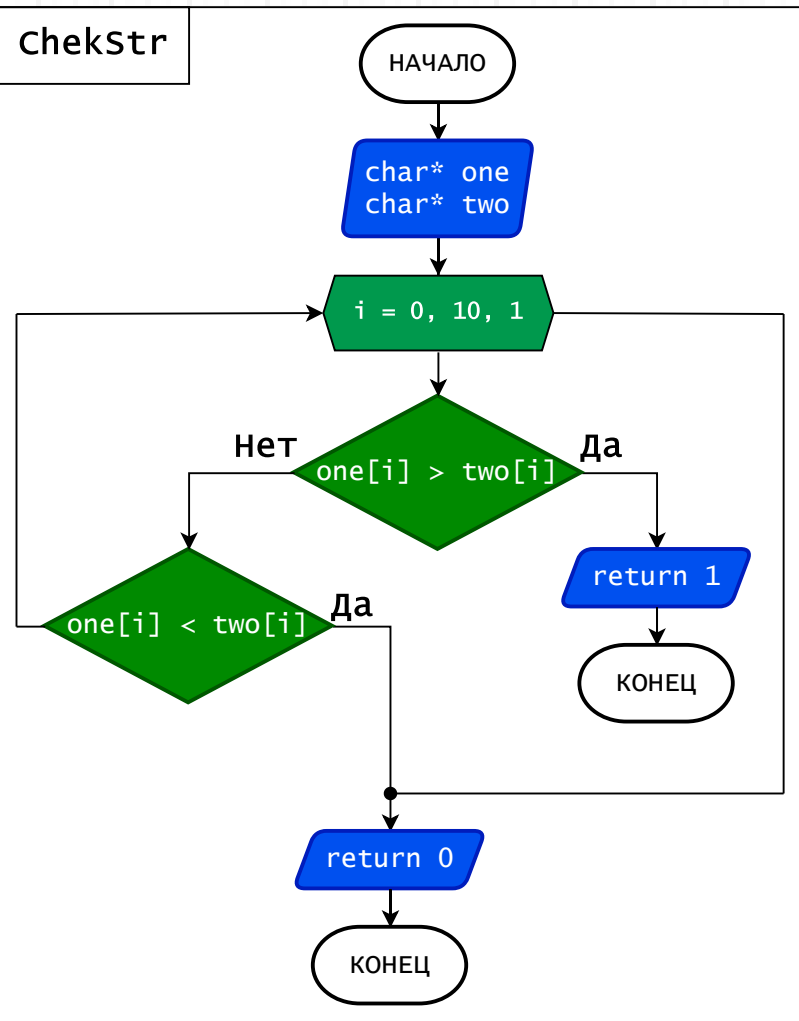 ChekStr
НАЧАЛО
char* one
char* two
i = 0, 10, 1
Нет
Да
one[i] > two[i]
return 1
КОНЕЦ
Да
one[i] < two[i]
return 0
КОНЕЦ